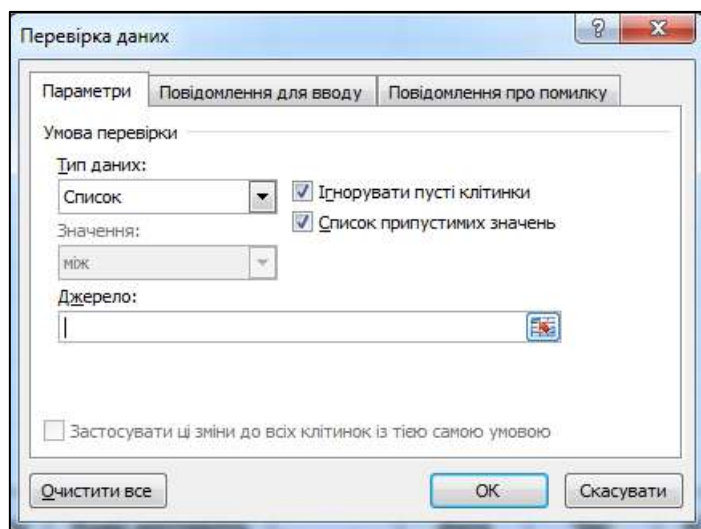 Перевірка даних
Параметри
Повідомлення для вводу
Повідомлення про помилку
Умова перевірки
Тип даних:
Список
Ігнорувати пусті клітинки
Список припустимих значень
Значення:
між
Джерело:
Застосувати ці зміни до всіх клітинок із тією самою умовою
Очистити все
ОК
Скасувати